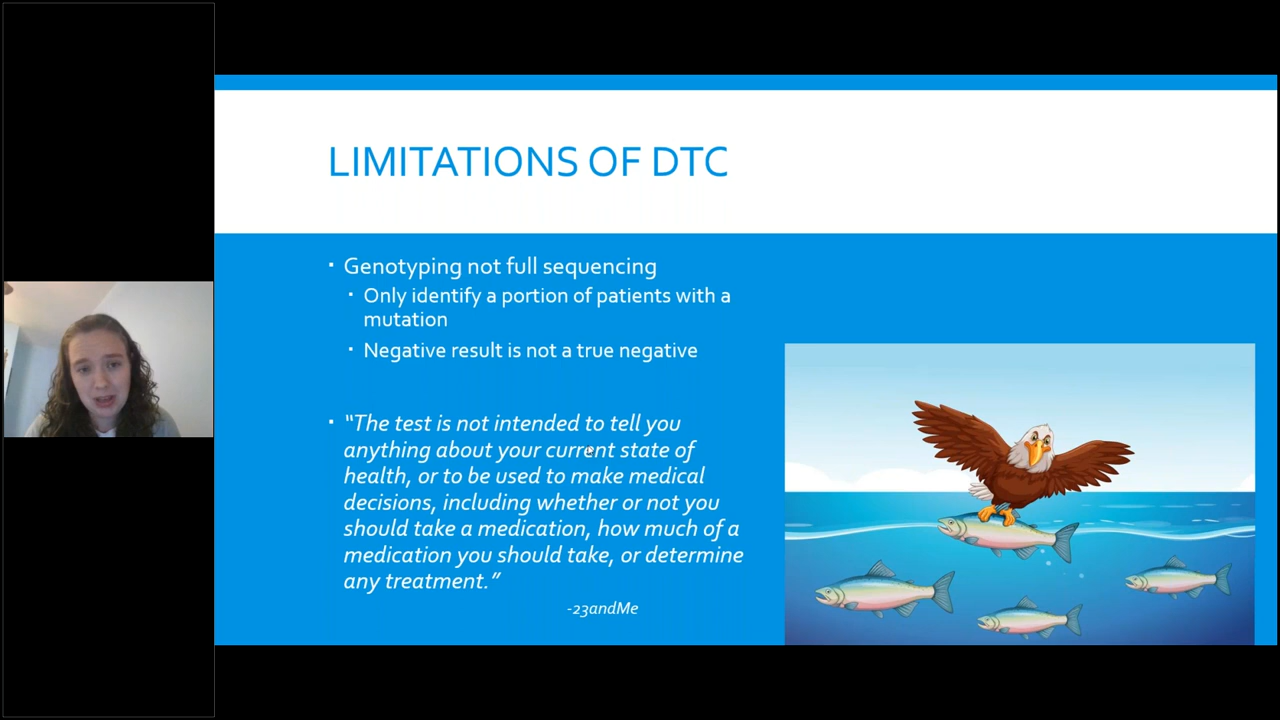 LIMITATIONS OF DTC
▪ Genotyping not full sequencing
▪ Only identify a portion of patients with a
mutation
▪ Negative result is not a true negative
▪ “The test is not intended to tell you
anything about your current state of
health, or to be used to make medical
decisions, including whether or not you
should take a medication, how much of a
medication you should take, or determine
any treatment.”
-23andMe